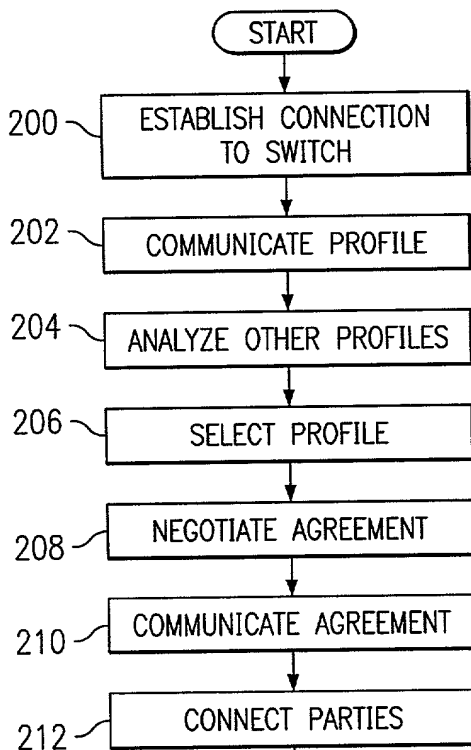 START
200
ESTABLISH CONNECTION
TO SWITCH
202
COMMUNICATE PROFILE
204
ANALYZE OTHER PROFILES
206
SELECT PROFILE
208
NEGOTIATE AGREEMENT
210
COMMUNICATE AGREEMENT
212
CONNECT PARTIES